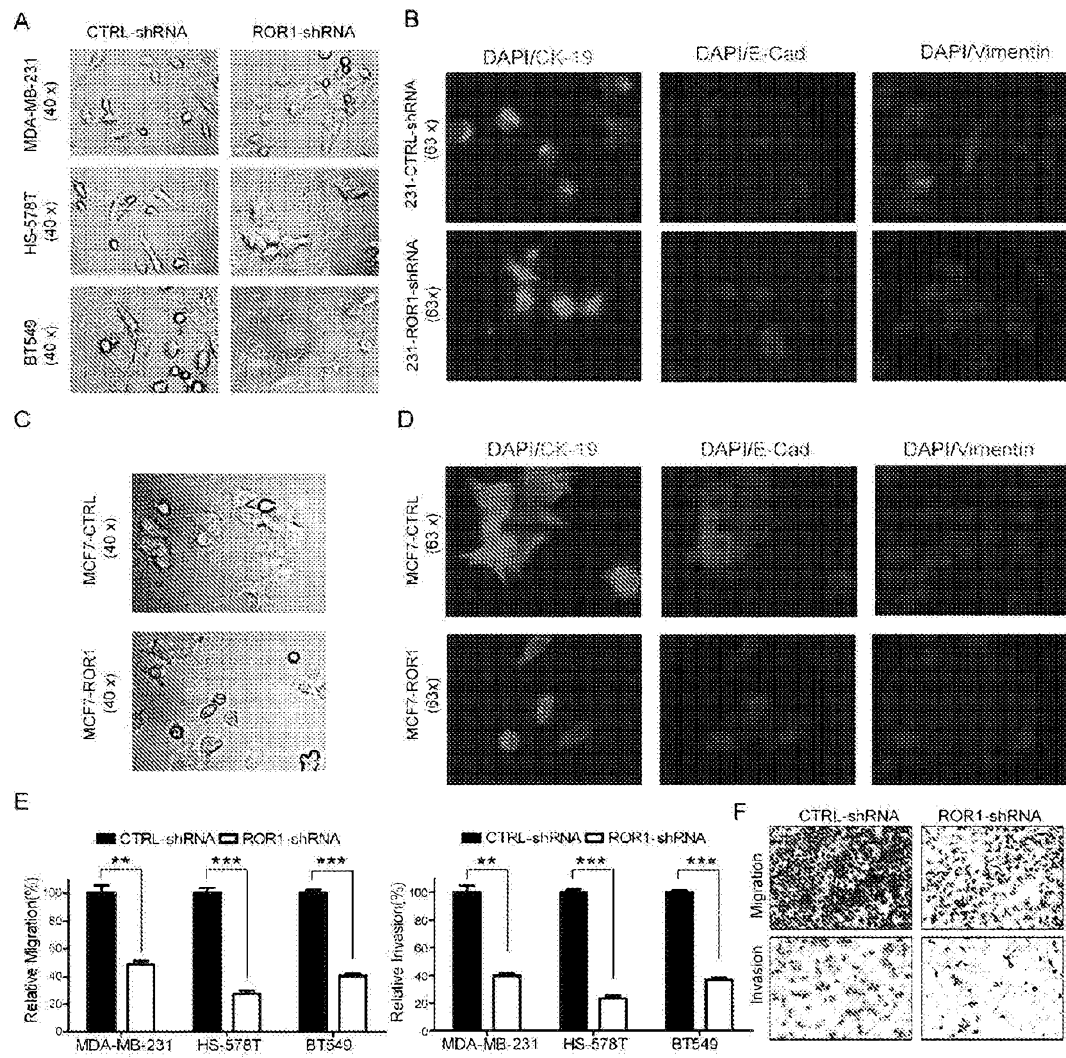 A
CTRL-shRNA ROR1-shRNA
MDA-MB-231
(40 x)
HS-578T
(40 x)
BT549
(40 x)
B
DAPI/CK-19 DAPI/E-Cad DAPI/Vimentin
231-CTRL-shRNA
(63 x)
231-ROR1-shRNA
(63x)
C
MCF7-CTRL
(40 x)
MCF7-ROR1
(40 x)
D
DAPI/CK-19 DAPI/E-Cad DAPI/Vimentin
MCF7-CTRL
(63 x)
MCF7-ROR1
(63x)
E
CTRL-shRNA ROR1-shRNA
Relative Migration(%)
100
80
60
40
20
0
** *** ***
MDA-MB-231 HS-578T BT549
CTRL-shRNA ROR1-shRNA
Relative Invasion(%)
100
80
60
40
20
0
** *** ***
MDA-MB-231 HS-578T BT549
F
CTRL-shRNA ROR1-shRNA
Migration
Invasion